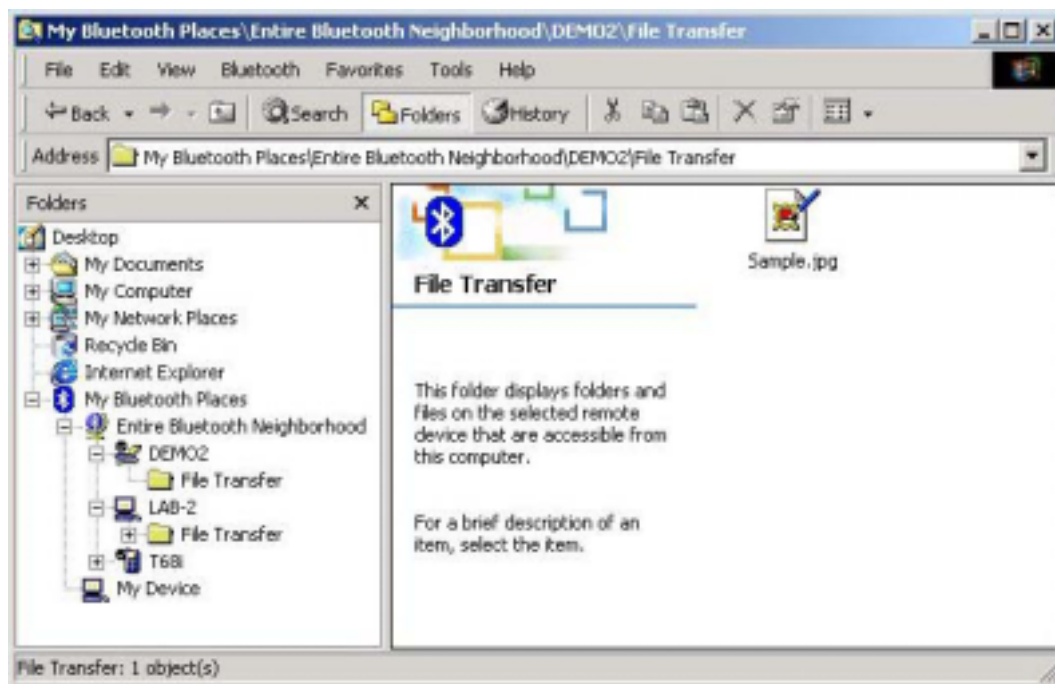 My Bluetooth Places\Entire Bluetooth Neighborhood\DEMO2\File Transfer
File Edit View Bluetooth Favorites Tools Help
Back Search Folders History
Address My Bluetooth Places\Entire Bluetooth Neighborhood\DEMO2\File Transfer
Folders
Desktop
My Documents
My Computer
My Network Places
Recycle Bin
Internet Explorer
My Bluetooth Places
Entire Bluetooth Neighborhood
DEMO2
File Transfer
LAB-2
File Transfer
T68i
My Device
File Transfer
This folder displays folders and
files on the selected remote
device that are accessible from
this computer.
For a brief description of an
item, select the item.
Sample.jpg
File Transfer: 1 object(s)